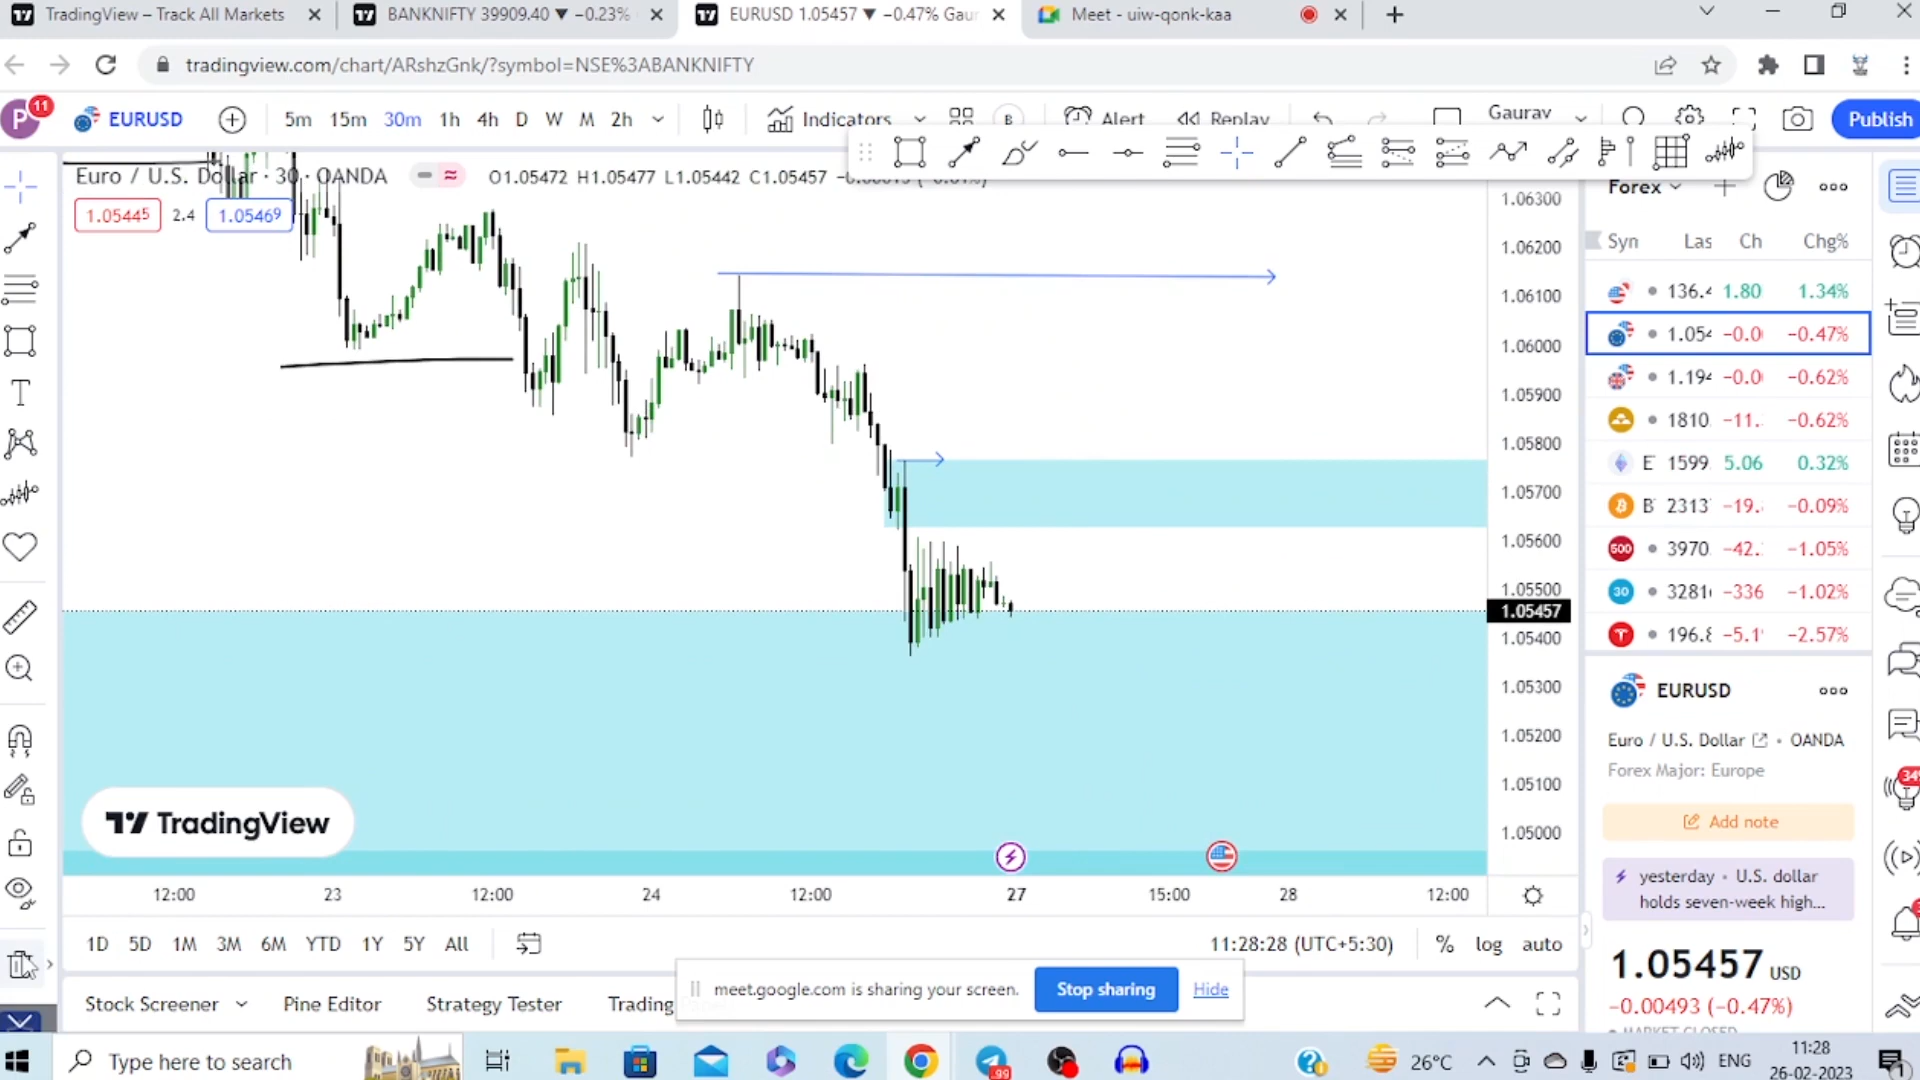 TradingView – Track All Markets
BANKNIFTY 39909.40 ▼ −0.23%
EURUSD 1.05457 ▼ −0.47% Gaur
Meet - uiw-qonk-kaa
tradingview.com/chart/ARshzGnk/?symbol=NSE%3ABANKNIFTY
P 11 EURUSD 5m 15m 30m 1h 4h D W M 2h Indicators B Alert Replay Gaurav Publish
Euro / U.S. Dollar · 30 · OANDA O1.05472 H1.05477 L1.05442 C1.05457
1.05445 2.4 1.05469
1.06300
1.06200
1.06100
1.06000
1.05900
1.05800
1.05700
1.05600
1.05500
1.05457
1.05400
1.05300
1.05200
1.05100
1.05000
TradingView
12:00 23 12:00 24 12:00 27 15:00 28 12:00
1D 5D 1M 3M 6M YTD 1Y 5Y All 11:28:28 (UTC+5:30) % log auto
Stock Screener Pine Editor Strategy Tester Trading
meet.google.com is sharing your screen. Stop sharing Hide
Forex
Syn Las Ch Chg%
136.4 1.80 1.34%
1.054 −0.0 −0.47%
1.194 −0.0 −0.62%
1810 −11. −0.62%
E 1599 5.06 0.32%
B 2313 −19. −0.09%
500 3970 −42. −1.05%
30 3281 −336 −1.02%
196.8 −5.1 −2.57%
EURUSD
Euro / U.S. Dollar · OANDA
Forex Major: Europe
Add note
yesterday · U.S. dollar
holds seven-week high...
1.05457 USD
−0.00493 (−0.47%)
34
Type here to search
99
26°C ENG 11:28
26-02-2023
1